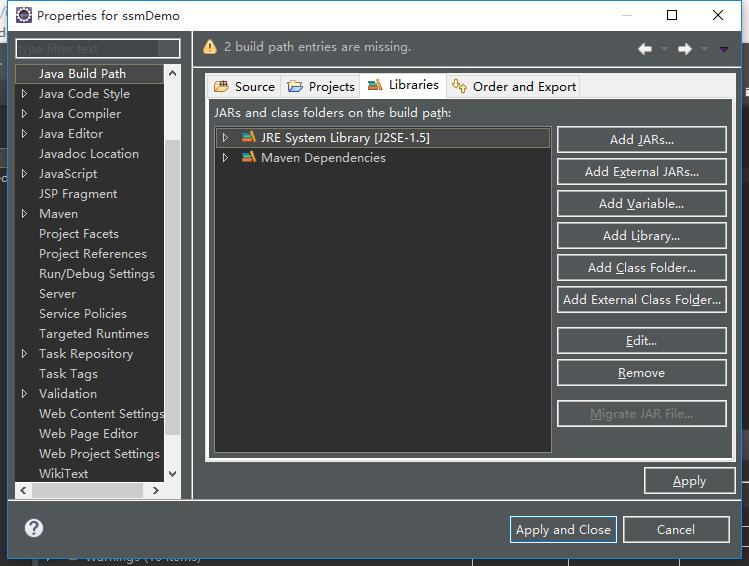 Properties for ssmDemo
type filter text
2 build path entries are missing.
Java Build Path
Java Code Style
Java Compiler
Java Editor
Javadoc Location
JavaScript
JSP Fragment
Maven
Project Facets
Project References
Run/Debug Settings
Server
Service Policies
Targeted Runtimes
Task Repository
Task Tags
Validation
Web Content Settings
Web Page Editor
Web Project Settings
WikiText
Source
Projects
Libraries
Order and Export
JARs and class folders on the build path:
JRE System Library [J2SE-1.5]
Maven Dependencies
Add JARs...
Add External JARs...
Add Variable...
Add Library...
Add Class Folder...
Add External Class Folder...
Edit...
Remove
Migrate JAR File...
Apply
Apply and Close
Cancel